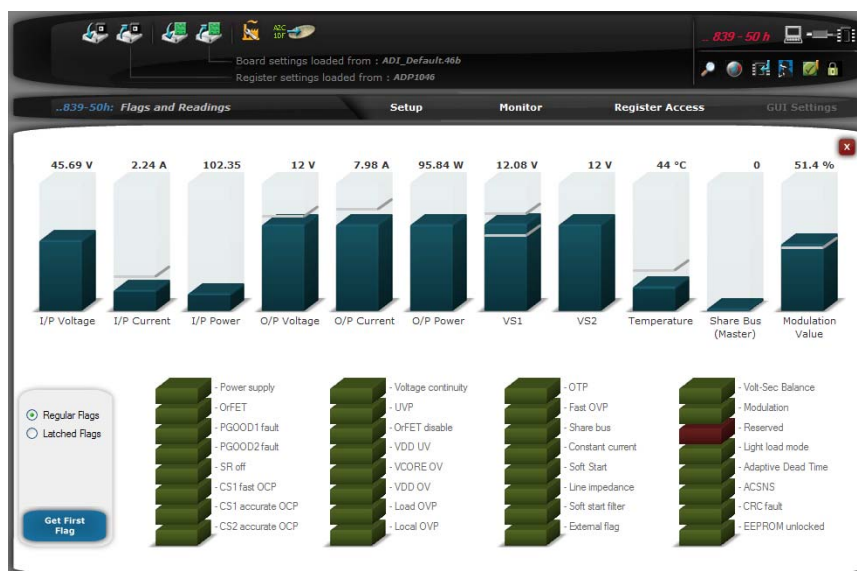 A2C
1DF
.. 839 - 50 h
Board settings loaded from : ADI_Default.46b
Register settings loaded from : ADP1046
..839-50h: Flags and Readings
Setup
Monitor
Register Access
GUI Settings
X
45.69 V
2.24 A
102.35
12 V
7.98 A
95.84 W
12.08 V
12 V
44 °C
0
51.4 %
I/P Voltage
I/P Current
I/P Power
O/P Voltage
O/P Current
O/P Power
VS1
VS2
Temperature
Share Bus
(Master)
Modulation
Value
Regular Flags
Latched Flags
Get First
Flag
- Power supply
- OrFET
- PGOOD1 fault
- PGOOD2 fault
- SR off
- CS1 fast OCP
- CS1 accurate OCP
- CS2 accurate OCP
- Voltage continuity
- UVP
- OrFET disable
- VDD UV
- VCORE OV
- VDD OV
- Load OVP
- Local OVP
- OTP
- Fast OVP
- Share bus
- Constant current
- Soft Start
- Line impedance
- Soft start filter
- External flag
- Volt-Sec Balance
- Modulation
- Reserved
- Light load mode
- Adaptive Dead Time
- ACSNS
- CRC fault
- EEPROM unlocked